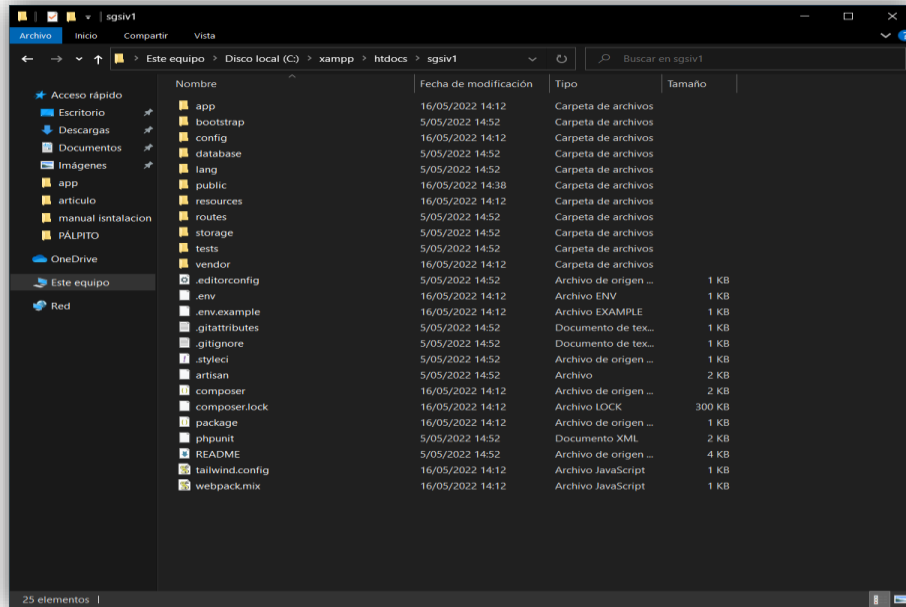 sgsiv1
Archivo Inicio Compartir Vista
Este equipo > Disco local (C:) > xampp > htdocs > sgsiv1 Buscar en sgsiv1
Nombre Fecha de modificación Tipo Tamaño
Acceso rápido
Escritorio
Descargas
Documentos
Imágenes
app
articulo
manual isntalacion
PÁLPITO
OneDrive
Este equipo
Red
app 16/05/2022 14:12 Carpeta de archivos
bootstrap 5/05/2022 14:52 Carpeta de archivos
config 16/05/2022 14:12 Carpeta de archivos
database 5/05/2022 14:52 Carpeta de archivos
lang 5/05/2022 14:52 Carpeta de archivos
public 16/05/2022 14:38 Carpeta de archivos
resources 16/05/2022 14:12 Carpeta de archivos
routes 5/05/2022 14:52 Carpeta de archivos
storage 5/05/2022 14:52 Carpeta de archivos
tests 5/05/2022 14:52 Carpeta de archivos
vendor 16/05/2022 14:12 Carpeta de archivos
.editorconfig 5/05/2022 14:52 Archivo de origen ... 1 KB
.env 16/05/2022 14:12 Archivo ENV 1 KB
.env.example 16/05/2022 14:12 Archivo EXAMPLE 1 KB
.gitattributes 5/05/2022 14:52 Documento de tex... 1 KB
.gitignore 5/05/2022 14:52 Documento de tex... 1 KB
.styleci 5/05/2022 14:52 Archivo de origen ... 1 KB
artisan 5/05/2022 14:52 Archivo 2 KB
composer 16/05/2022 14:12 Archivo de origen ... 2 KB
composer.lock 16/05/2022 14:12 Archivo LOCK 300 KB
package 16/05/2022 14:12 Archivo de origen ... 1 KB
phpunit 5/05/2022 14:52 Documento XML 2 KB
README 5/05/2022 14:52 Archivo de origen ... 4 KB
tailwind.config 16/05/2022 14:12 Archivo JavaScript 1 KB
webpack.mix 16/05/2022 14:12 Archivo JavaScript 1 KB
25 elementos